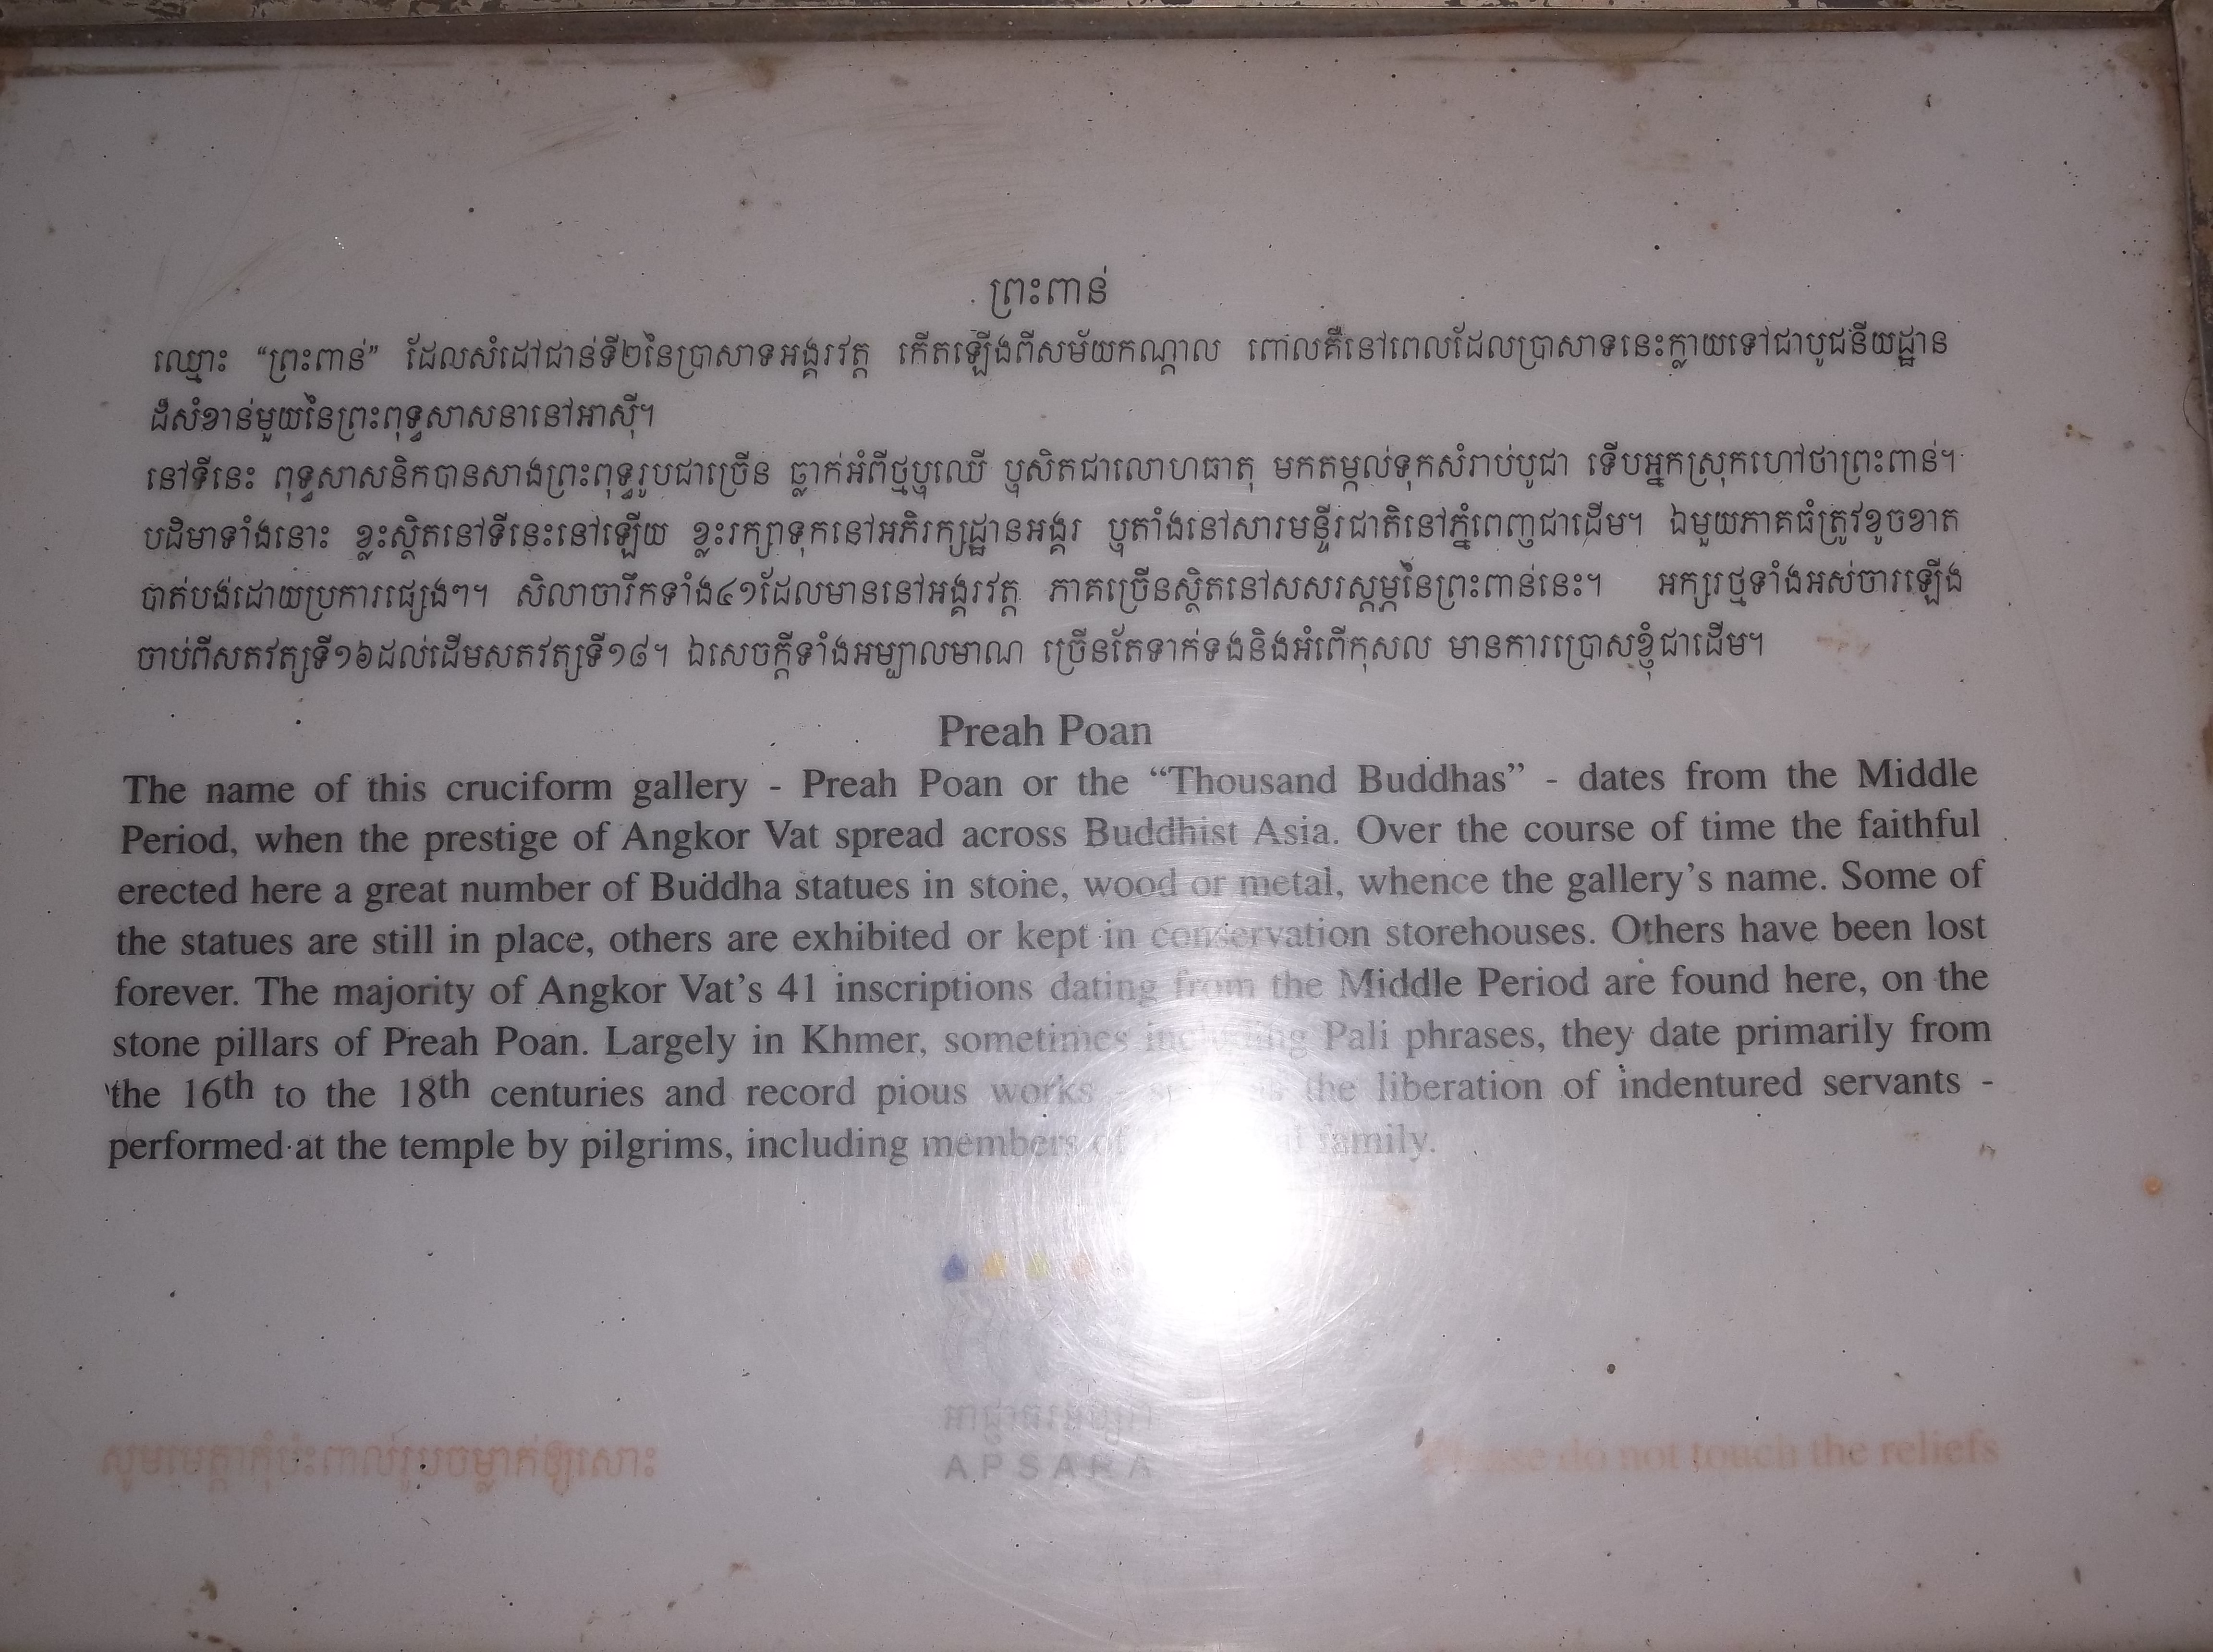 ព្រះពាន់
ឈ្មោះ “ព្រះពាន់” ដែលសំដៅជាន់ទី២នៃប្រាសាទអង្គរវត្ត កើតឡើងពីសម័យកណ្ដាល ពោលគឺនៅពេលដែលប្រាសាទនេះក្លាយទៅជាបូជនីយដ្ឋាន
ដ៏សំខាន់មួយនៃព្រះពុទ្ធសាសនានៅអាស៊ី។
នៅទីនេះ ពុទ្ធសាសនិកបានសាងព្រះពុទ្ធរូបជាច្រើន ធ្លាក់អំពីថ្មឬឈើ ឬសិតជាលោហធាតុ មកតម្កល់ទុកសំរាប់បូជា ទើបអ្នកស្រុកហៅថាព្រះពាន់។
បដិមាទាំងនោះ ខ្លះស្ថិតនៅទីនេះនៅឡើយ ខ្លះរក្សាទុកនៅអភិរក្សដ្ឋានអង្គរ ឬតាំងនៅសារមន្ទីរជាតិនៅភ្នំពេញជាដើម។ ឯមួយភាគធំត្រូវខូចខាត
បាត់បង់ដោយប្រការផ្សេងៗ។ សិលាចារឹកទាំង៤១ដែលមាននៅអង្គរវត្ត ភាគច្រើនស្ថិតនៅសសរស្ដម្ភនៃព្រះពាន់នេះ។ អក្សរថ្មទាំងអស់ចារឡើង
ចាប់ពីសតវត្សទី១៦ដល់ដើមសតវត្សទី១៨។ ឯសេចក្ដីទាំងអម្បាលមាណ ច្រើនតែទាក់ទងនិងអំពើកុសល មានការប្រោសខ្ញុំជាដើម។
Preah Poan
The name of this cruciform gallery - Preah Poan or the “Thousand Buddhas” - dates from the Middle
Period, when the prestige of Angkor Vat spread across Buddhist Asia. Over the course of time the faithful
erected here a great number of Buddha statues in stone, wood or metal, whence the gallery’s name. Some of
the statues are still in place, others are exhibited or kept in conservation storehouses. Others have been lost
forever. The majority of Angkor Vat’s 41 inscriptions dating from the Middle Period are found here, on the
stone pillars of Preah Poan. Largely in Khmer, sometimes including Pali phrases, they date primarily from
the 16th to the 18th centuries and record pious works - the liberation of indentured servants -
performed at the temple by pilgrims, including members of family.
APSARA
សូមមេត្តាកុំប៉ះពាល់រូបចម្លាក់ឲ្យសោះ
Please do not touch the reliefs